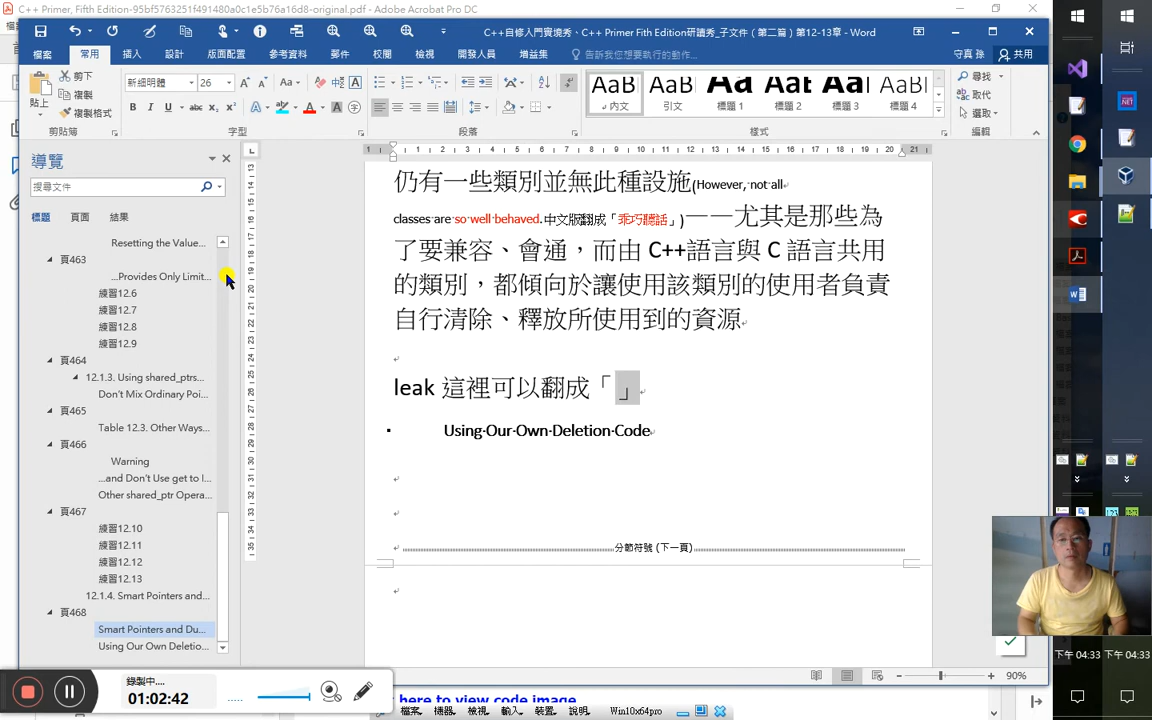 C++ Primer, Fifth Edition-95bf5763251f491480a0c1e5b76a16d8-original.pdf - Adobe Acrobat Pro DC
C++自修入門實燒秀、C++ Primer Fifth Edition研讀秀_子文件（第二篇）第12-13章 - Word
檔案 常用 插入 設計 版面配置 參考資料 郵件 校閱 檢視 開發人員 增益集 告訴我您想要執行的動作... 守真 孫 共用
剪下
複製
複製格式
貼上
新細明體 26
AaB 內文
AaB 引文
Aat 標題 1
Aat 標題 2
AaB 標題 3
AaBl 標題 4
尋找
取代
選取
剪貼簿 字型 段落 樣式 編輯
導覽
搜尋文件
標題 頁面 結果
Resetting the Value...
頁463
...Provides Only Limit...
練習12.6
練習12.7
練習12.8
練習12.9
頁464
12.1.3. Using shared_ptrs...
Don't Mix Ordinary Poi...
頁465
Table 12.3. Other Ways...
頁466
Warning
...and Don't Use get to I...
Other shared_ptr Opera...
頁467
練習12.10
練習12.11
練習12.12
練習12.13
12.1.4. Smart Pointers and...
頁468
Smart Pointers and Du...
Using Our Own Deletio...
仍有一些類別並無此種設施(However, not all
classes are so well behaved.中文版翻成「乖巧聽話」)——尤其是那些為
了要兼容、會通，而由 C++語言與 C 語言共用
的類別，都傾向於讓使用該類別的使用者負責
自行清除、釋放所使用到的資源
leak 這裡可以翻成「」
Using Our Own Deletion Code
分節符號 (下一頁)
90%
錄製中...
01:02:42
here to view code image
檔案 機器 檢視 輸入 裝置 說明 Win10x64pro
下午 04:33 下午 04:33